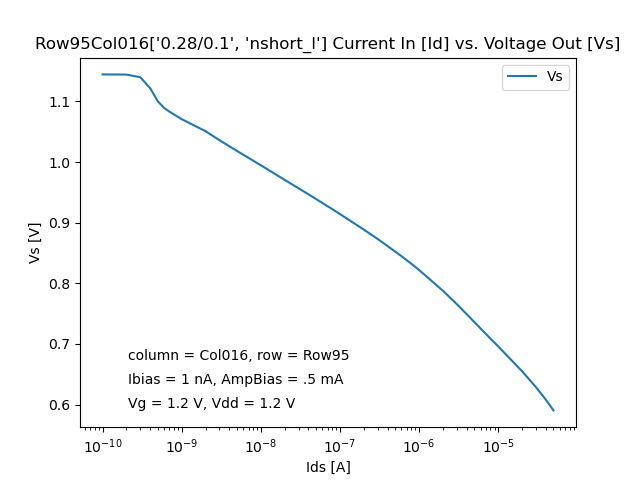 Row95Col016['0.28/0.1', 'nshort_l'] Current In [Id] vs. Voltage Out [Vs]
Vs
1.1
1.0
0.9
0.8
0.7
0.6
Vs [V]
column = Col016, row = Row95
Ibias = 1 nA, AmpBias = .5 mA
Vg = 1.2 V, Vdd = 1.2 V
10⁻¹⁰ 10⁻⁹ 10⁻⁸ 10⁻⁷ 10⁻⁶ 10⁻⁵
Ids [A]